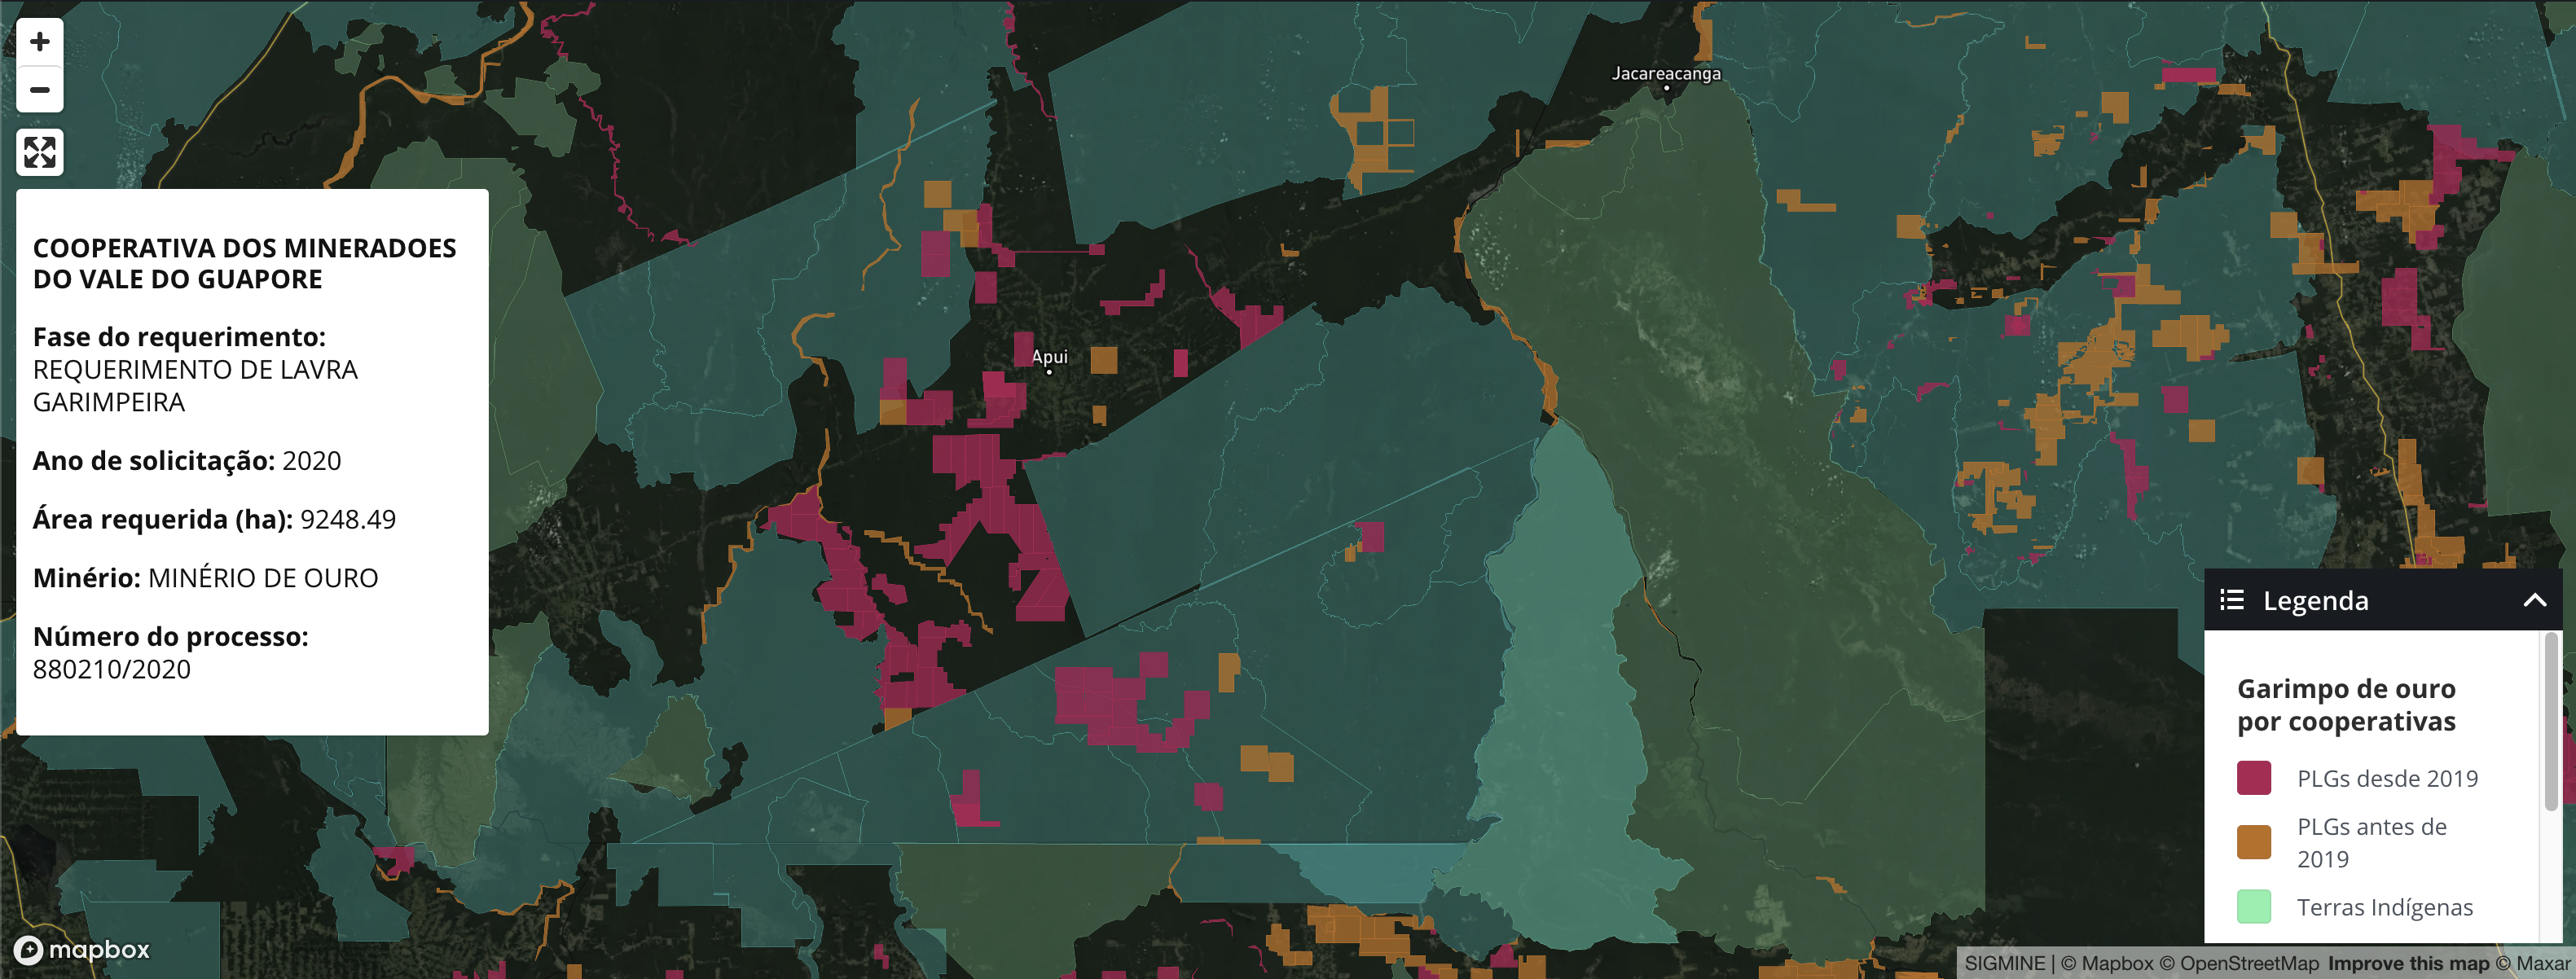 +
−
Jacareacanga
COOPERATIVA DOS MINERADOES
DO VALE DO GUAPORE
Fase do requerimento:
REQUERIMENTO DE LAVRA
GARIMPEIRA
Ano de solicitação: 2020
Área requerida (ha): 9248.49
Minério: MINÉRIO DE OURO
Número do processo:
880210/2020
Apui
Legenda
Garimpo de ouro
por cooperativas
PLGs desde 2019
PLGs antes de
2019
Terras Indígenas
mapbox
SIGMINE | © Mapbox © OpenStreetMap Improve this map © Maxar